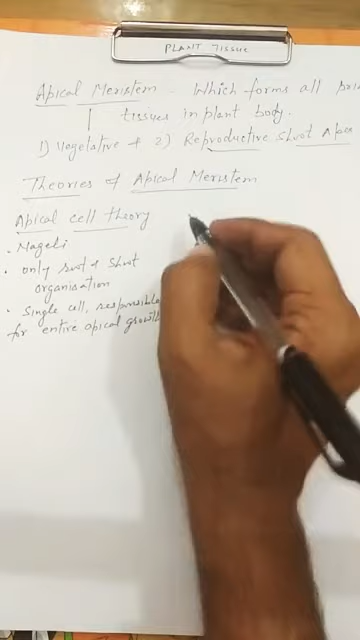 PLANT TISSUE
Apical Meristem - Which forms all pri
tissues in plant body.
1) Vegetative & 2) Reproductive Shoot Apex
Theories of Apical Meristem
Apical cell theory
. Nageli
. only root & shoot
organisation
. Single cell, responsible
for entire apical growth